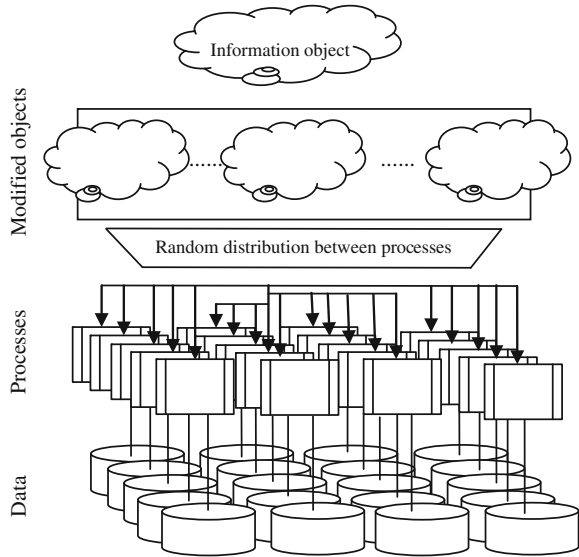 Information object
Modified objects
...... ......
Random distribution between processes
Processes
Data